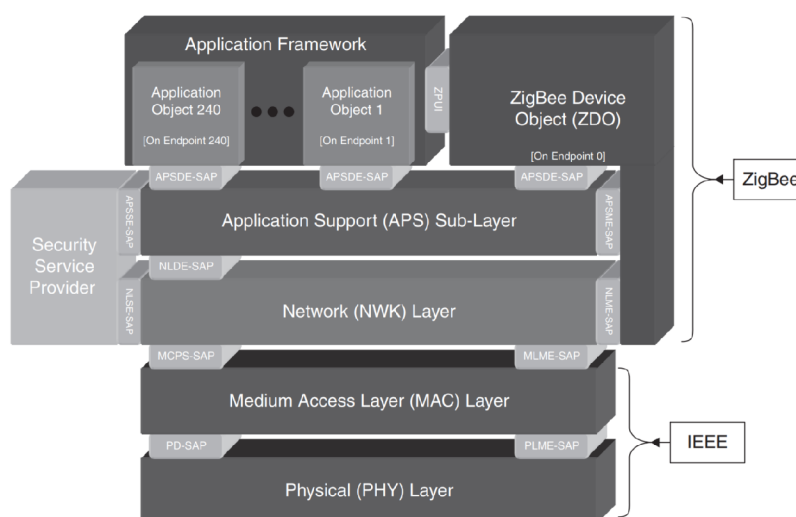 Application Framework
Application
Object 240
[On Endpoint 240]
Application
Object 1
[On Endpoint 1]
ZPUI
ZigBee Device
Object (ZDO)
[On Endpoint 0]
APSDE-SAP
APSDE-SAP
APSDE-SAP
ZigBee
Security
Service
Provider
APSSE-SAP
Application Support (APS) Sub-Layer
APSME-SAP
NLDE-SAP
NLSE-SAP
Network (NWK) Layer
NLME-SAP
MCPS-SAP
MLME-SAP
Medium Access Layer (MAC) Layer
IEEE
PD-SAP
PLME-SAP
Physical (PHY) Layer